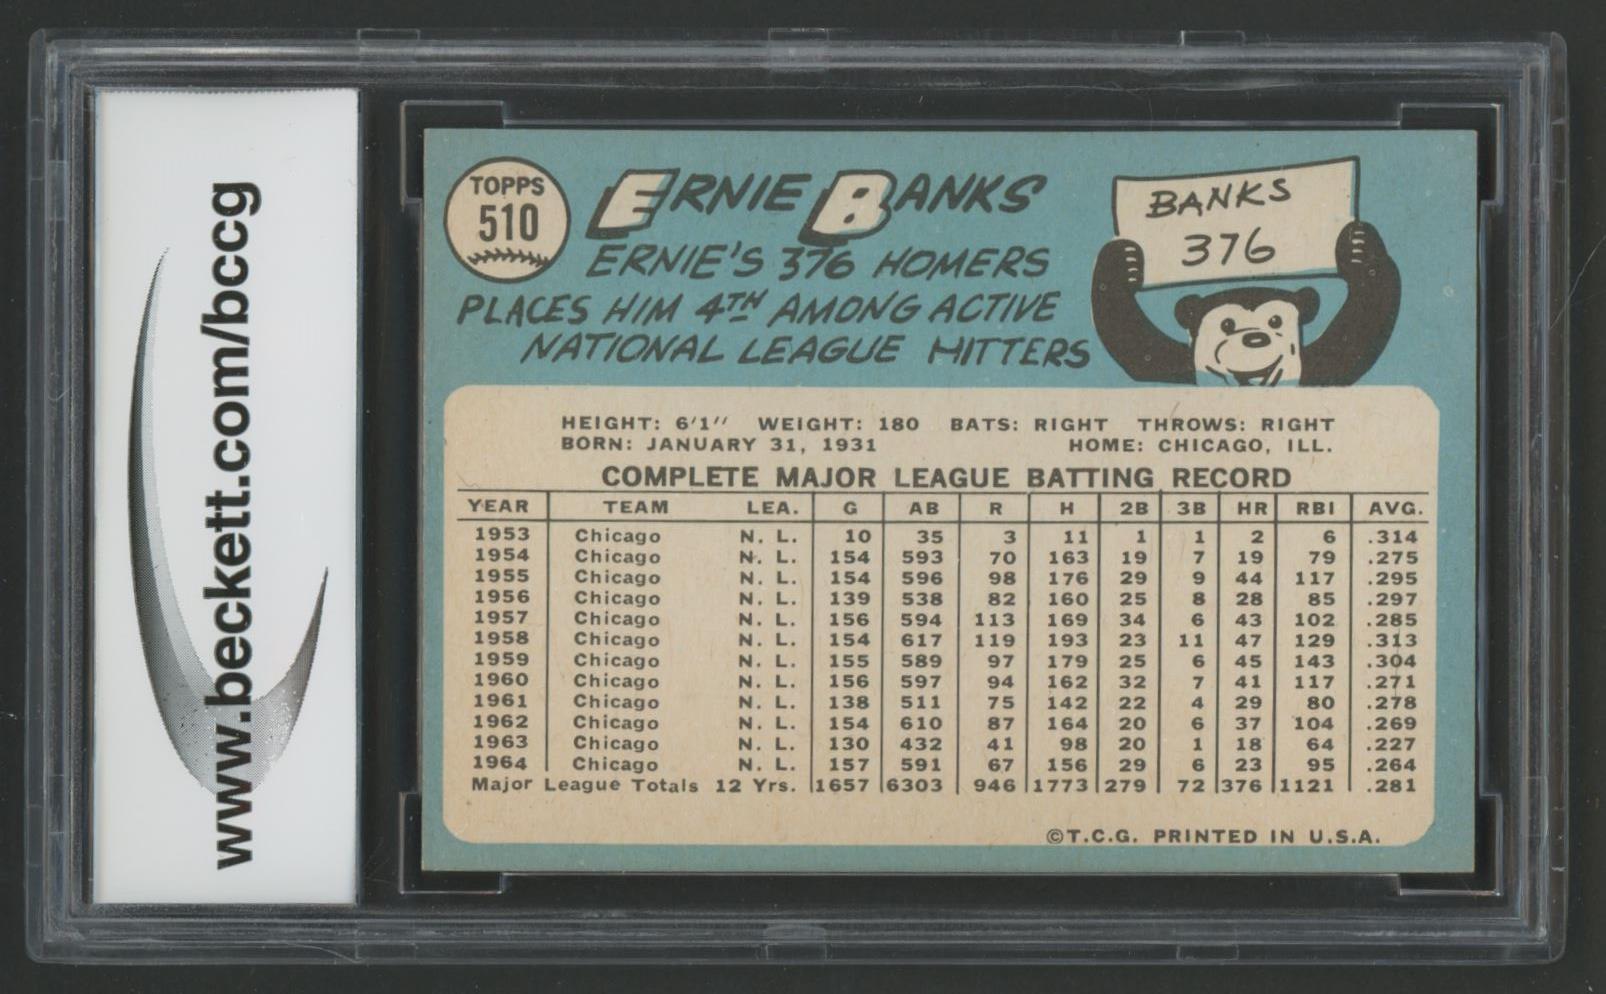 www.beckett.com/bccg
TOPPS
510
ERNIE BANKS
ERNIE'S 376 HOMERS
PLACES HIM 4TH AMONG ACTIVE
NATIONAL LEAGUE HITTERS
BANKS
376
HEIGHT: 6'1" WEIGHT: 180 BATS: RIGHT THROWS: RIGHT
BORN: JANUARY 31, 1931 HOME: CHICAGO, ILL.
COMPLETE MAJOR LEAGUE BATTING RECORD
YEAR TEAM LEA. G AB R H 2B 3B HR RBI AVG.
1953 Chicago N. L. 10 35 3 11 1 1 2 6 .314
1954 Chicago N. L. 154 593 70 163 19 7 19 79 .275
1955 Chicago N. L. 154 596 98 176 29 9 44 117 .295
1956 Chicago N. L. 139 538 82 160 25 8 28 85 .297
1957 Chicago N. L. 156 594 113 169 34 6 43 102 .285
1958 Chicago N. L. 154 617 119 193 23 11 47 129 .313
1959 Chicago N. L. 155 589 97 179 25 6 45 143 .304
1960 Chicago N. L. 156 597 94 162 32 7 41 117 .271
1961 Chicago N. L. 138 511 75 142 22 4 29 80 .278
1962 Chicago N. L. 154 610 87 164 20 6 37 104 .269
1963 Chicago N. L. 130 432 41 98 20 1 18 64 .227
1964 Chicago N. L. 157 591 67 156 29 6 23 95 .264
Major League Totals 12 Yrs. 1657 6303 946 1773 279 72 376 1121 .281
©T.C.G. PRINTED IN U.S.A.